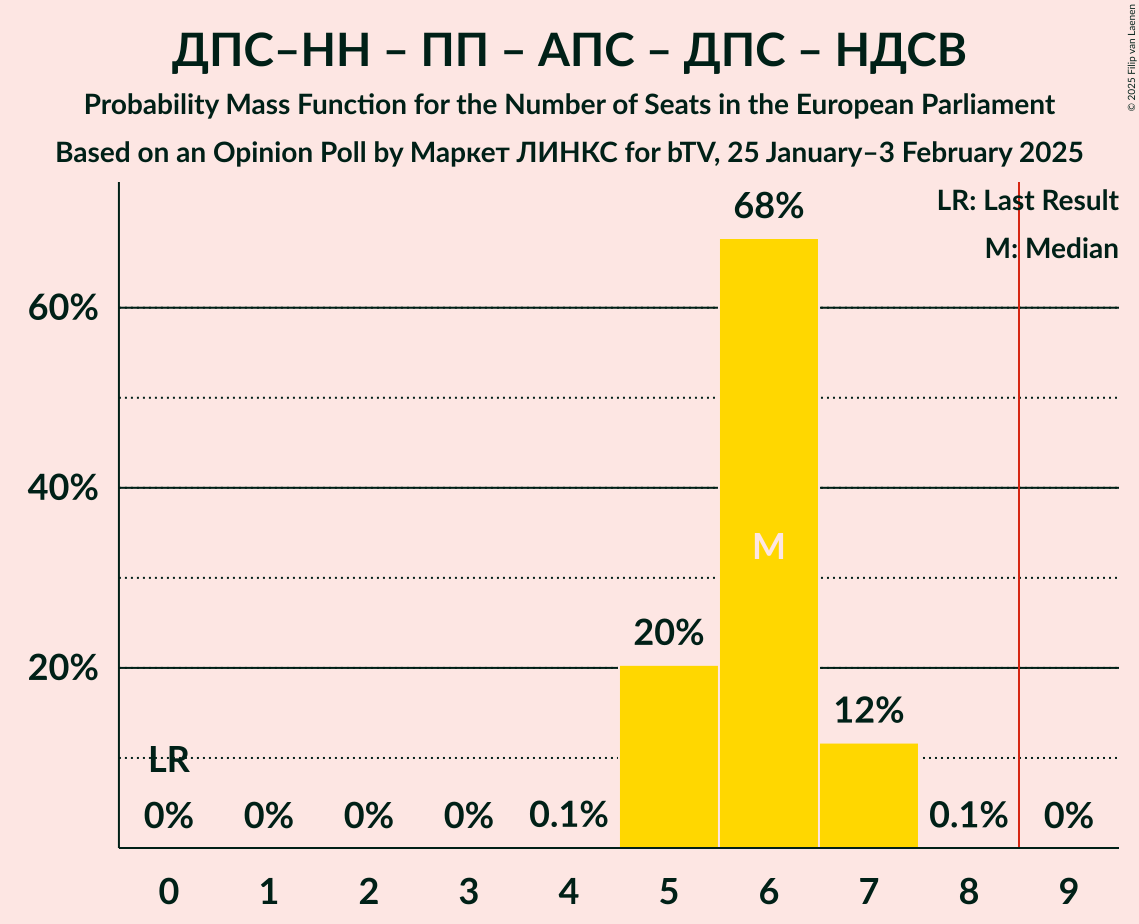 ДПС–НН – ПП – АПС – ДПС – НДСВ
Probability Mass Function for the Number of Seats in the European Parliament
Based on an Opinion Poll by Маркет ЛИНКС for bTV, 25 January–3 February 2025
© 2025 Filip van Laenen
LR: Last Result
M: Median
68%
60%
40%
M
20%
20%
12%
LR
0% 0% 0% 0% 0.1% 0.1% 0%
0 1 2 3 4 5 6 7 8 9